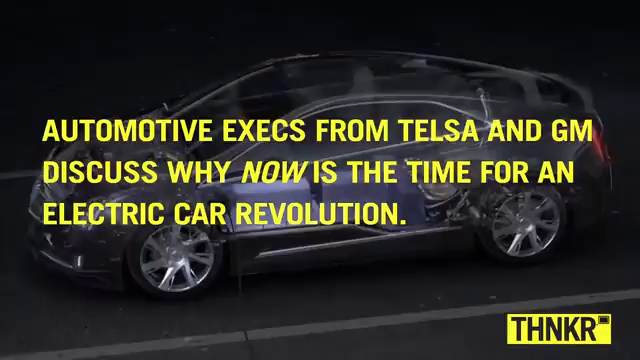 AUTOMOTIVE EXECS FROM TELSA AND GM
DISCUSS WHY NOW IS THE TIME FOR AN
ELECTRIC CAR REVOLUTION.
THNKR